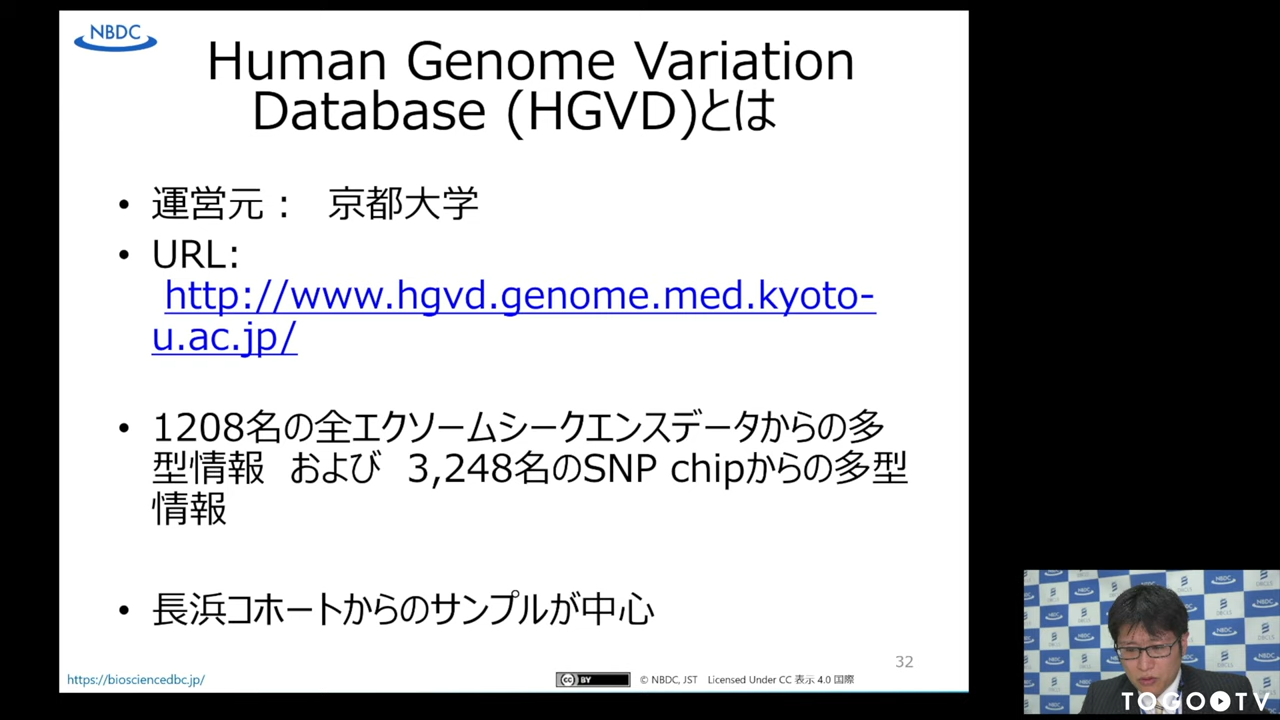 NBDC
Human Genome Variation
Database (HGVD)とは
• 運営元： 京都大学
• URL:
http://www.hgvd.genome.med.kyoto-
u.ac.jp/
• 1208名の全エクソームシークエンスデータからの多
型情報 および 3,248名のSNP chipからの多型
情報
• 長浜コホートからのサンプルが中心
32
https://biosciencedbc.jp/
cc BY
© NBDC, JST Licensed Under CC 表示 4.0 国際
TOGOTV